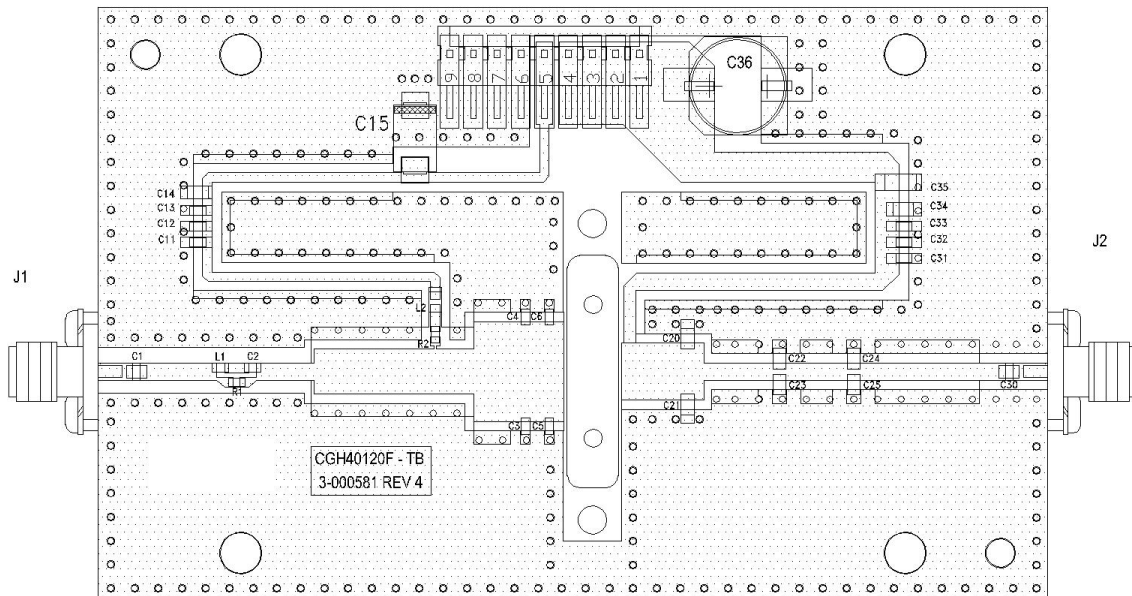 9 8 7 6 5 4 3 2 1
C36
C15
C14
C13
C12
C11
C35
C34
C33
C32
C31
J1
J2
L2
R2
C4 C6
C20
C1
L1 C2
R1
C22 C24
C23 C25
C30
C21
C3 C5
CGH40120F - TB
3-000581 REV 4